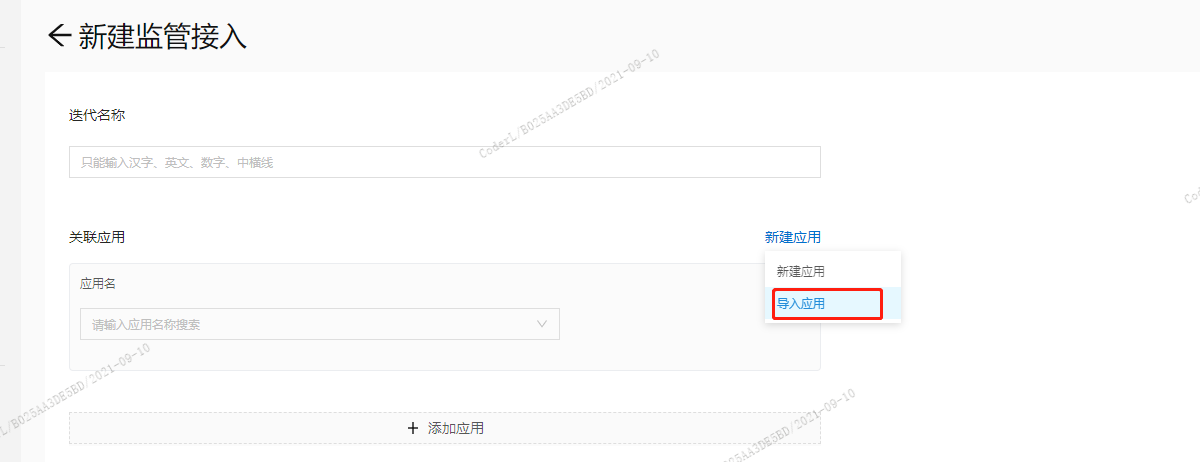 新建监管接入
迭代名称
只能输入汉字、英文、数字、中横线
关联应用
新建应用
新建应用
导入应用
应用名
请输入应用名称搜索
+ 添加应用
CoderL/B025AA3DE5BD/2021-09-10
Cod
L/B025AA3DE5BD/2021-09-10
B025AA3DE5BD/2021-09-10